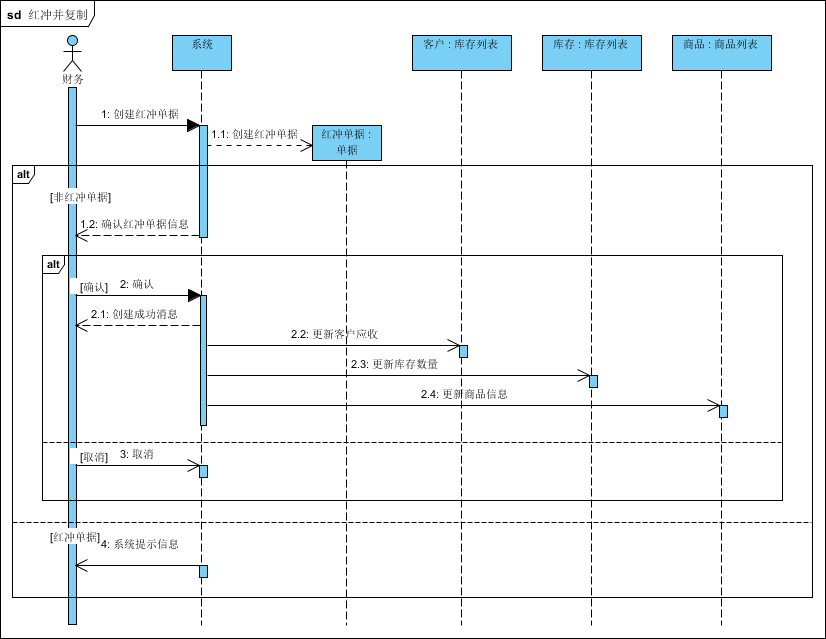 sd 红冲并复制
财务
系统
客户 : 库存列表
库存 : 库存列表
商品 : 商品列表
1: 创建红冲单据
1.1: 创建红冲单据
红冲单据 :
单据
alt
[非红冲单据]
1.2: 确认红冲单据信息
alt
[确认]
2: 确认
2.1: 创建成功消息
2.2: 更新客户应收
2.3: 更新库存数量
2.4: 更新商品信息
[取消]
3: 取消
[红冲单据]
4: 系统提示信息